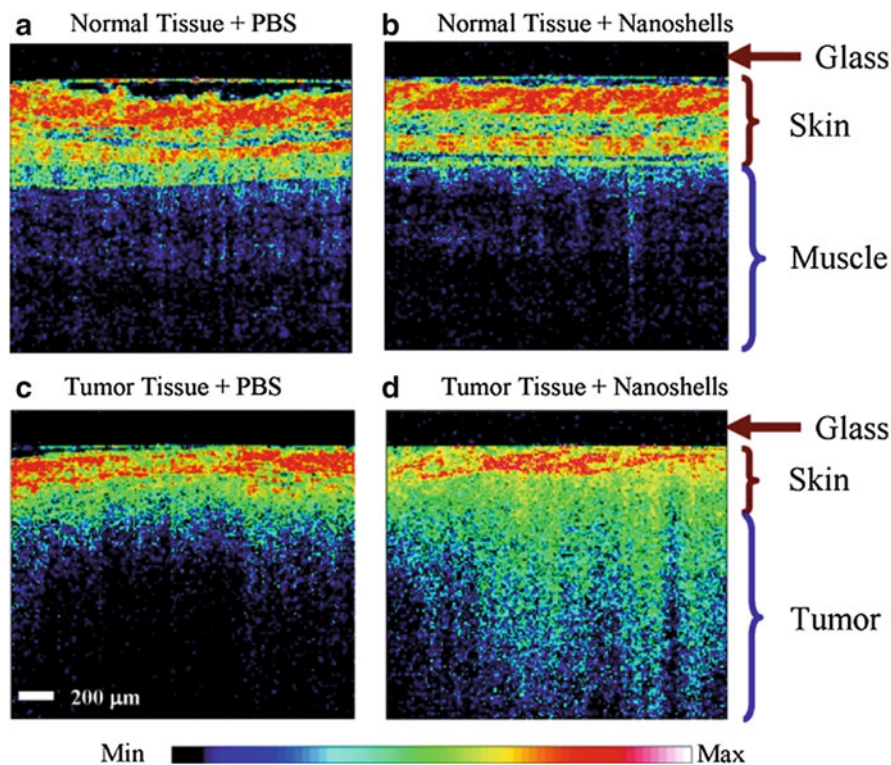 a Normal Tissue + PBS
b Normal Tissue + Nanoshells
Glass
Skin
Muscle
c Tumor Tissue + PBS
d Tumor Tissue + Nanoshells
Glass
Skin
Tumor
200 μm
Min
Max